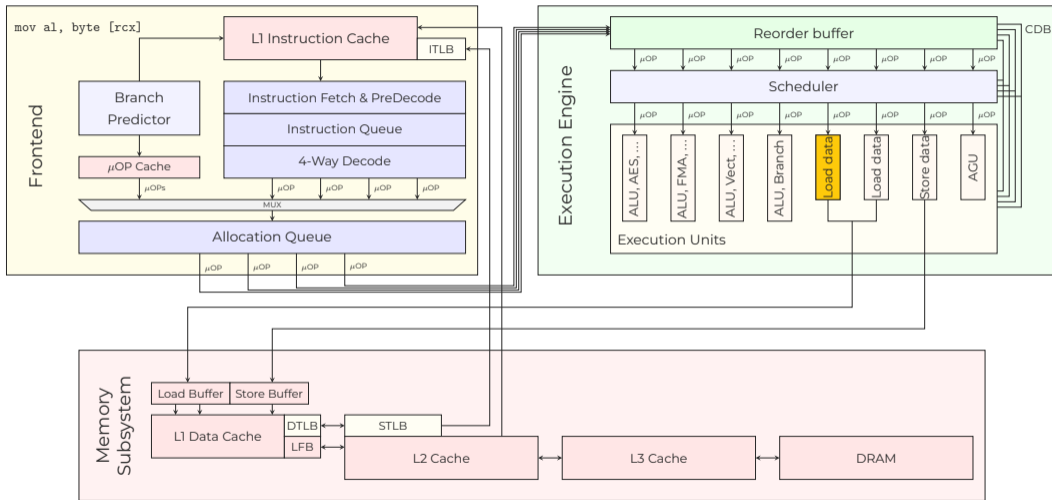 mov al, byte [rcx]
Frontend
L1 Instruction Cache
ITLB
Branch
Predictor
Instruction Fetch & PreDecode
Instruction Queue
4-Way Decode
μOP Cache
μOPs
μOP
μOP
μOP
μOP
MUX
Allocation Queue
μOP
μOP
μOP
μOP
Execution Engine
Reorder buffer
CDB
μOP
μOP
μOP
μOP
μOP
μOP
μOP
μOP
Scheduler
μOP
μOP
μOP
μOP
μOP
μOP
μOP
μOP
ALU, AES, ...
ALU, FMA, ...
ALU, Vect, ...
ALU, Branch
Load data
Load data
Store data
AGU
Execution Units
Memory
Subsystem
Load Buffer
Store Buffer
L1 Data Cache
DTLB
LFB
STLB
L2 Cache
L3 Cache
DRAM